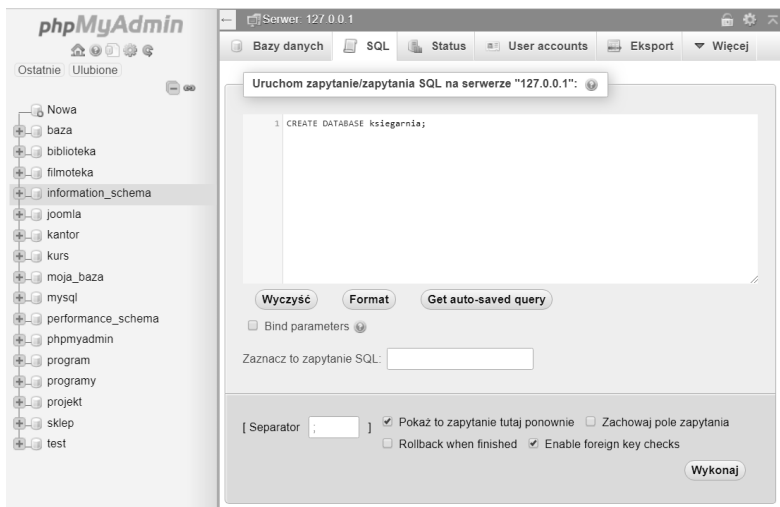 phpMyAdmin
Ostatnie Ulubione
Nowa
baza
biblioteka
filmoteka
information_schema
joomla
kantor
kurs
moja_baza
mysql
performance_schema
phpmyadmin
program
programy
projekt
sklep
test
Serwer: 127.0.0.1
Bazy danych SQL Status User accounts Eksport Więcej
Uruchom zapytanie/zapytania SQL na serwerze "127.0.0.1":
1 CREATE DATABASE ksiegarnia;
Wyczyść Format Get auto-saved query
Bind parameters
Zaznacz to zapytanie SQL:
[ Separator ; ] Pokaż to zapytanie tutaj ponownie Zachowaj pole zapytania
Rollback when finished Enable foreign key checks
Wykonaj